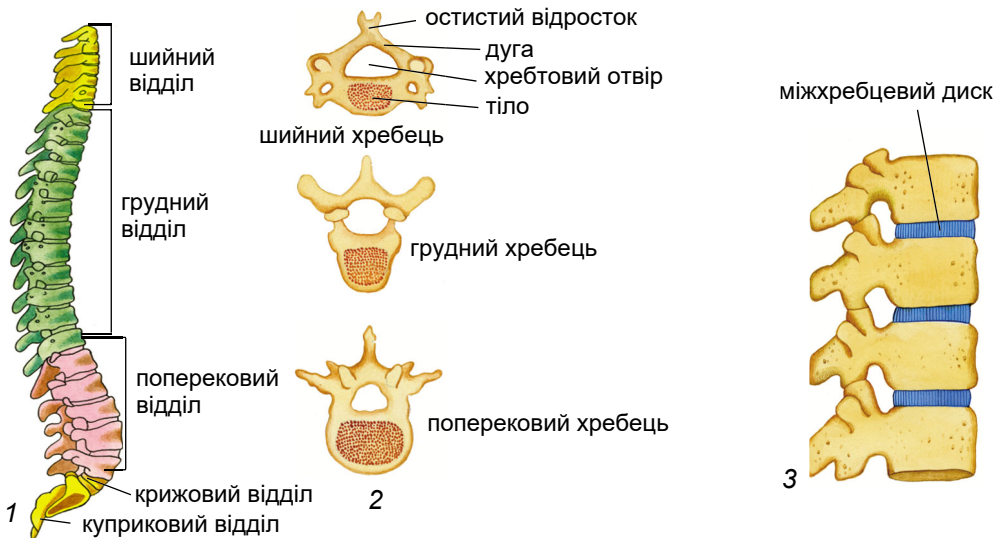 шийний
відділ
грудний
відділ
поперековий
відділ
крижовий відділ
куприковий відділ
1
остистий відросток
дуга
хребтовий отвір
тіло
шийний хребець
грудний хребець
поперековий хребець
2
міжхребцевий диск
3